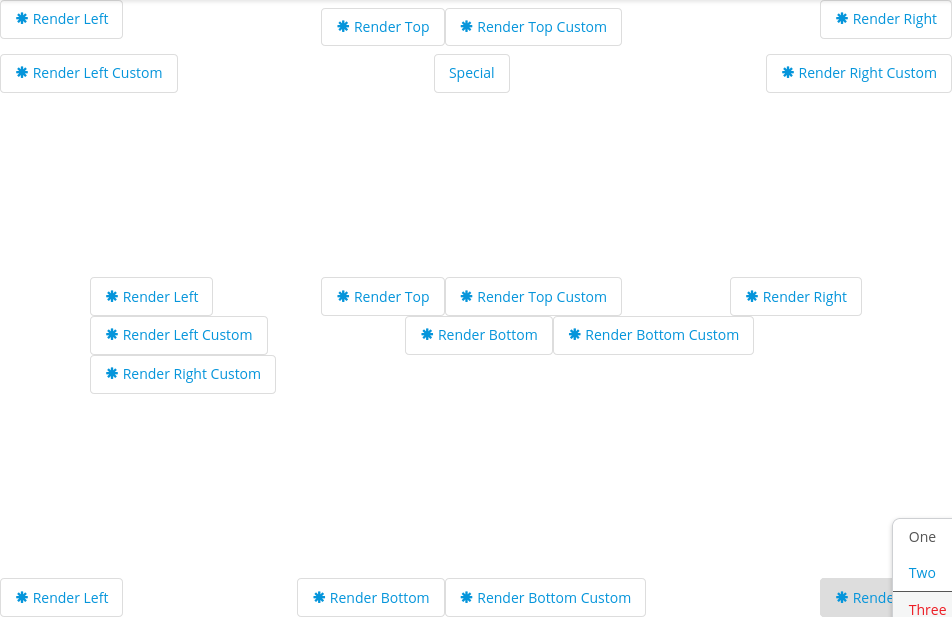 Render Left
Render Top
Render Top Custom
Render Right
Render Left Custom
Special
Render Right Custom
Render Left
Render Top
Render Top Custom
Render Right
Render Left Custom
Render Bottom
Render Bottom Custom
Render Right Custom
One
Two
Render Left
Render Bottom
Render Bottom Custom
Rende
Three